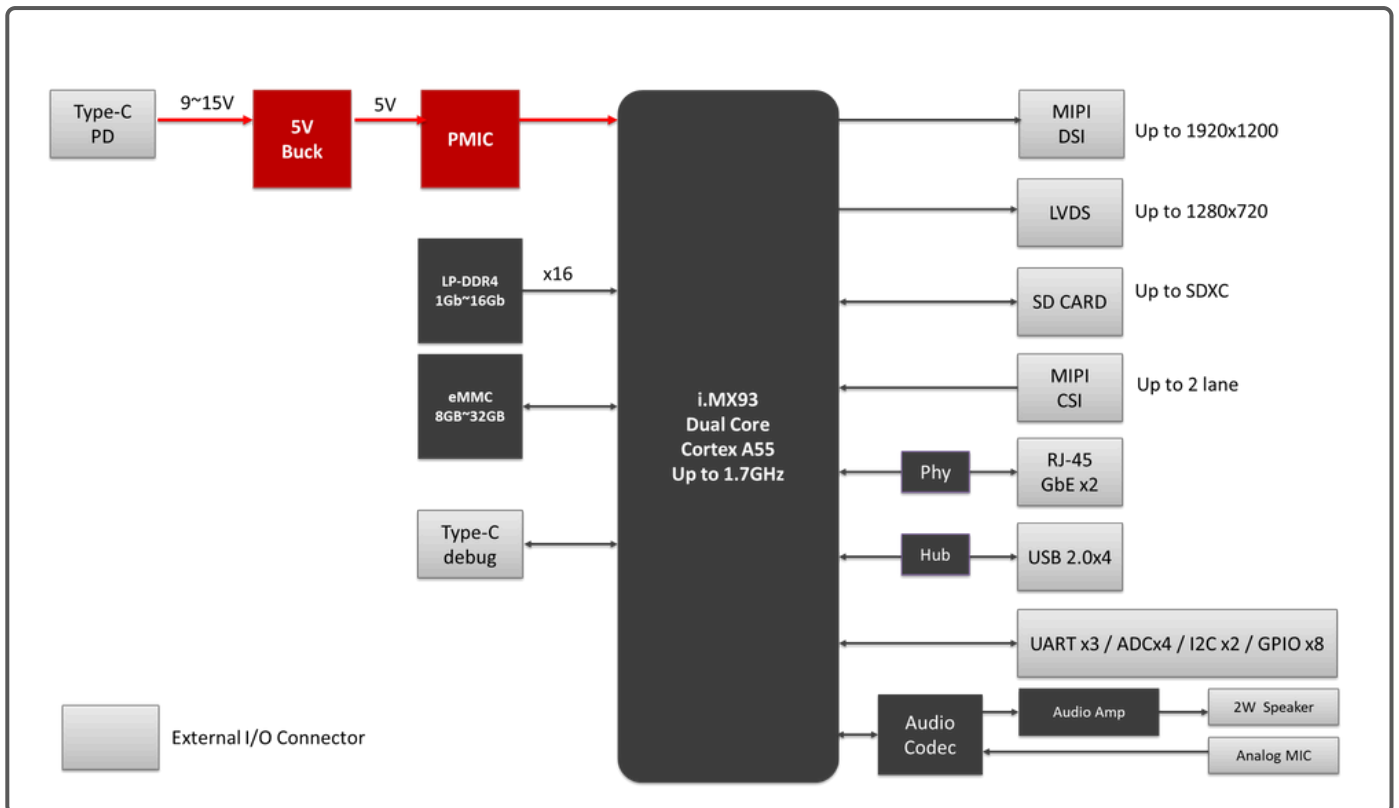 Type-C
PD
9~15V
5V
Buck
5V
PMIC
LP-DDR4
1Gb~16Gb
x16
eMMC
8GB~32GB
Type-C
debug
i.MX93
Dual Core
Cortex A55
Up to 1.7GHz
MIPI
DSI
Up to 1920x1200
LVDS
Up to 1280x720
SD CARD
Up to SDXC
MIPI
CSI
Up to 2 lane
Phy
RJ-45
GbE x2
Hub
USB 2.0x4
UART x3 / ADCx4 / I2C x2 / GPIO x8
Audio
Codec
Audio Amp
2W Speaker
Analog MIC
External I/O Connector